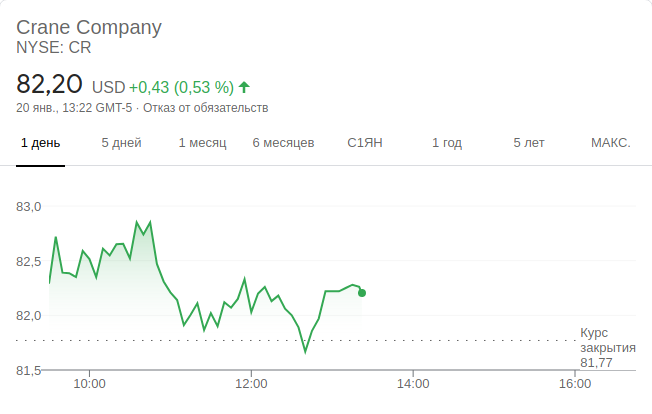 Crane Company
NYSE: CR
82,20 USD +0,43 (0,53 %)
20 янв., 13:22 GMT-5 · Отказ от обязательств
1 день 5 дней 1 месяц 6 месяцев С1ЯН 1 год 5 лет МАКС.
83,0
82,5
82,0
Курс
закрытия
81,77
81,5
10:00 12:00 14:00 16:00